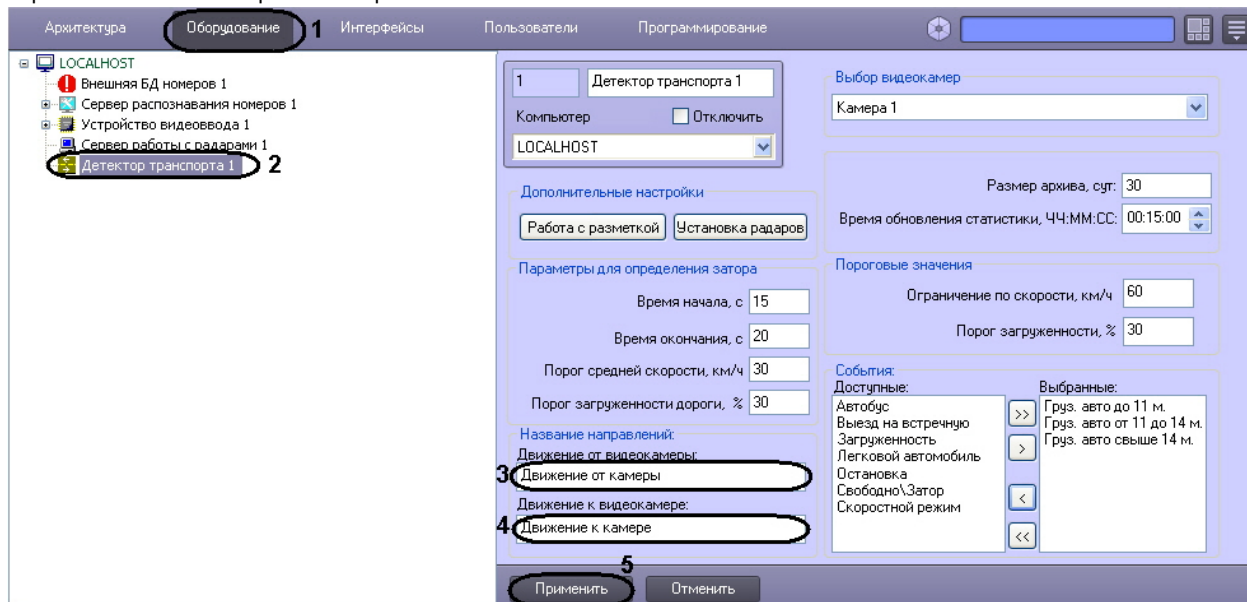 Архитектура Оборудование 1 Интерфейсы Пользователи Программирование
LOCALHOST
Внешняя БД номеров 1
Сервер распознавания номеров 1
Устройство видеоввода 1
Сервер работы с радарами 1
Детектор транспорта 1 2
1 Детектор транспорта 1
Компьютер Отключить
LOCALHOST
Дополнительные настройки
Работа с разметкой Установка радаров
Параметры для определения затора
Время начала, с 15
Время окончания, с 20
Порог средней скорости, км/ч 30
Порог загруженности дороги, % 30
Название направлений:
Движение от видеокамеры:
3 Движение от камеры
Движение к видеокамере:
4 Движение к камере
Выбор видеокамер
Камера 1
Размер архива, сут: 30
Время обновления статистики, ЧЧ:ММ:СС: 00:15:00
Пороговые значения
Ограничение по скорости, км/ч 60
Порог загруженности, % 30
События:
Доступные:
Автобус
Выезд на встречную
Загруженность
Легковой автомобиль
Остановка
Свободно\Затор
Скоростной режим
>>
>
<
<<
Выбранные:
Груз. авто до 11 м.
Груз. авто от 11 до 14 м.
Груз. авто свыше 14 м.
5
Применить Отменить